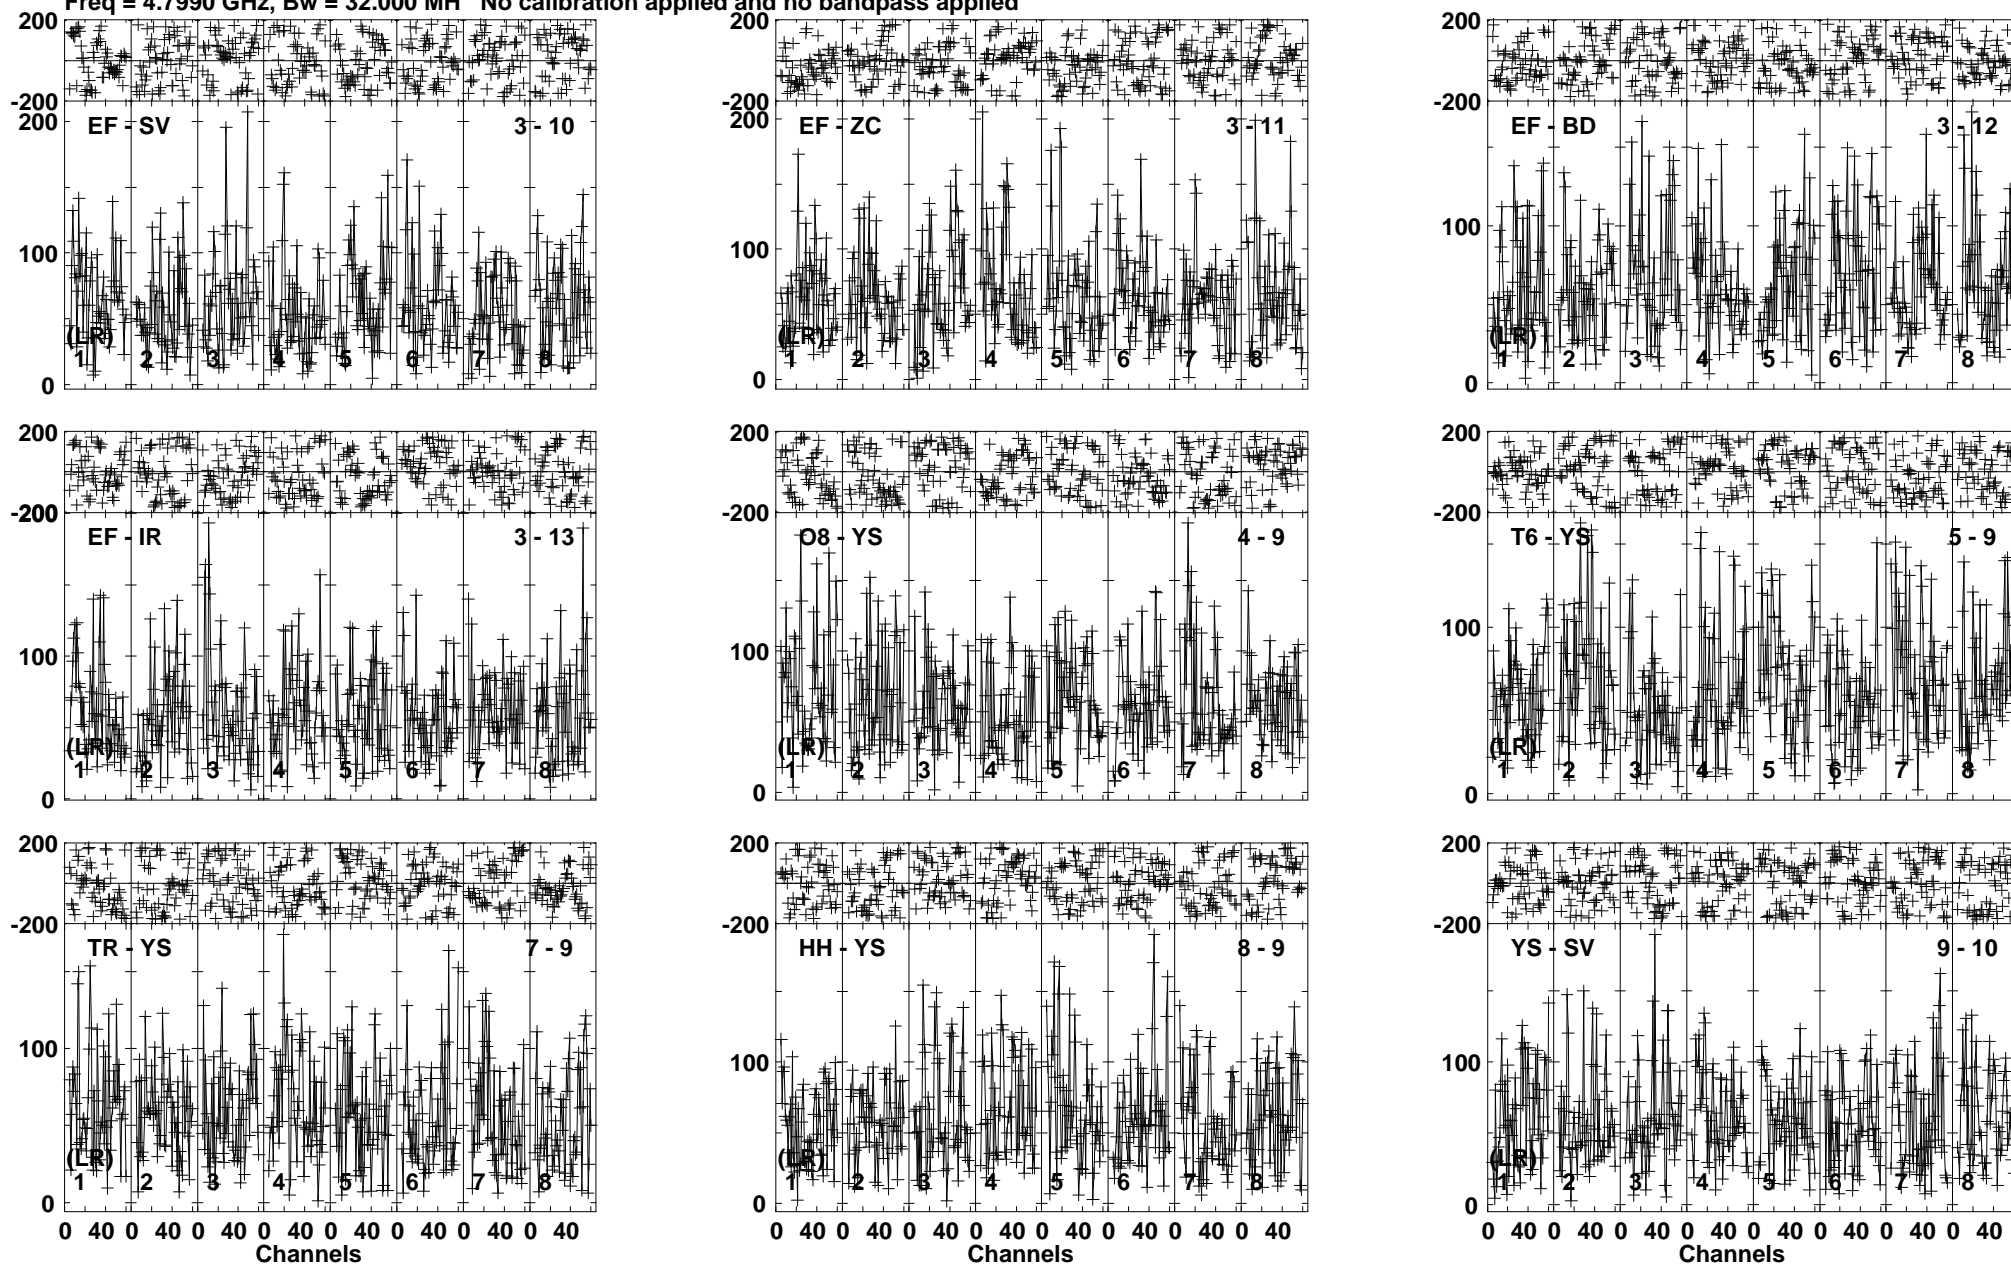 Freq = 4.7990 GHz, Bw = 32.000 MH No calibration applied and no bandpass applied
200 200 200
-200 -200 -200
200 EF - SV 3 - 10 200 EF - ZC 3 - 11 EF - BD 3 - 12
100 100 100
(LR) (LR) (LR)
1 2 3 4 5 6 7 8 1 2 3 4 5 6 7 8 1 2 3 4 5 6 7 8
0 0 0
200 200 200
-200 -200 -200
EF - IR 3 - 13 O8 - YS 4 - 9 T6 - YS 5 - 9
100 100 100
(LR) (LR) (LR)
1 2 3 4 5 6 7 8 1 2 3 4 5 6 7 8 1 2 3 4 5 6 7 8
0 0 0
200 200 200
-200 -200 -200
TR - YS 7 - 9 HH - YS 8 - 9 YS - SV 9 - 10
100 100 100
(LR) (LR) (LR)
1 2 3 4 5 6 7 8 1 2 3 4 5 6 7 8 1 2 3 4 5 6 7 8
0 0 0
0 40 0 40 0 40 0 40 0 40 0 40 0 40 0 40 0 40 0 40 0 40 0 40 0 40 0 40 0 40 0 40 0 40 0 40 0 40 0 40 0 40 0 40 0 40 0 40
Channels Channels Channels